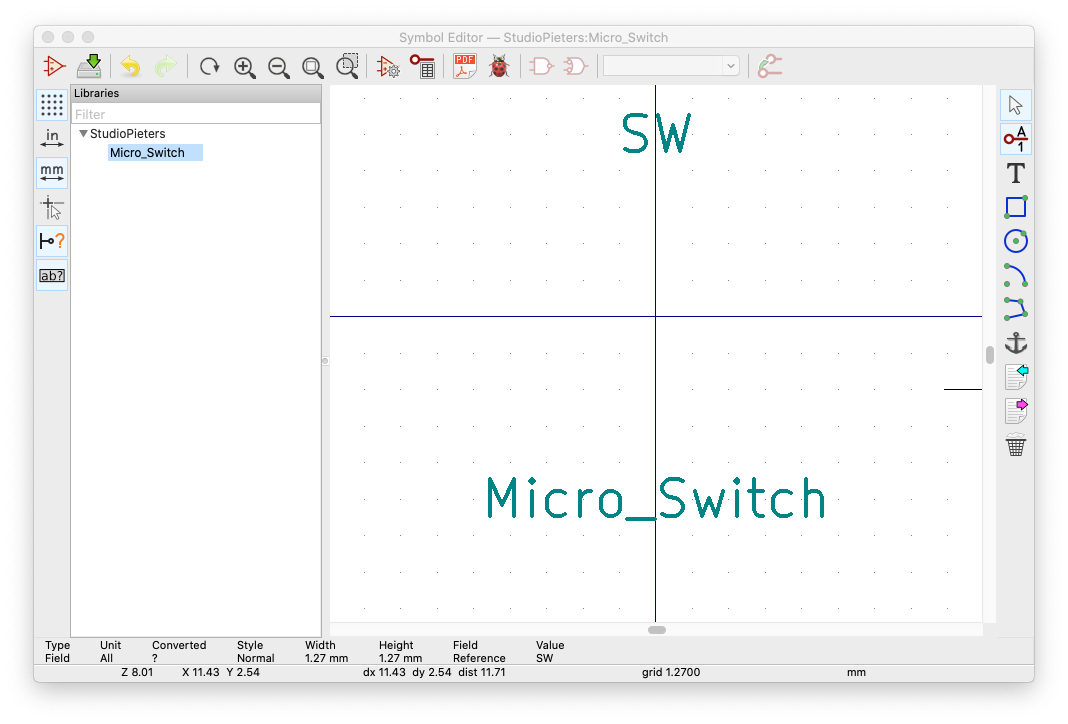 Symbol Editor — StudioPieters:Micro_Switch
PDF
Libraries
in
Filter
A
1
StudioPieters
SW
Micro_Switch
mm
T
?
ab?
Micro_Switch
Type Unit Converted Style Width Height Field Value
Field All ? Normal 1.27 mm 1.27 mm Reference SW
Z 8.01 X 11.43 Y 2.54 dx 11.43 dy 2.54 dist 11.71 grid 1.2700 mm